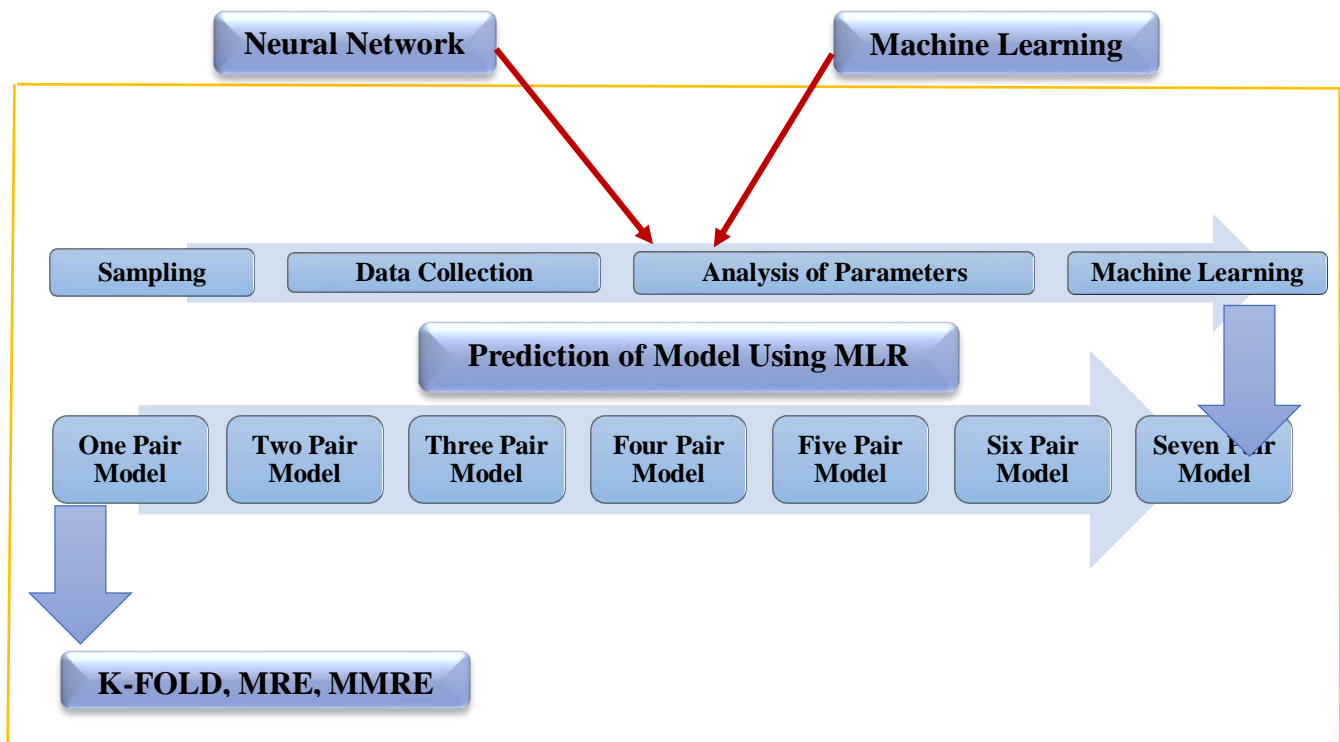 Neural Network
Machine Learning
Sampling
Data Collection
Analysis of Parameters
Machine Learning
Prediction of Model Using MLR
One Pair
Model
Two Pair
Model
Three Pair
Model
Four Pair
Model
Five Pair
Model
Six Pair
Model
Seven Pair
Model
K-FOLD, MRE, MMRE